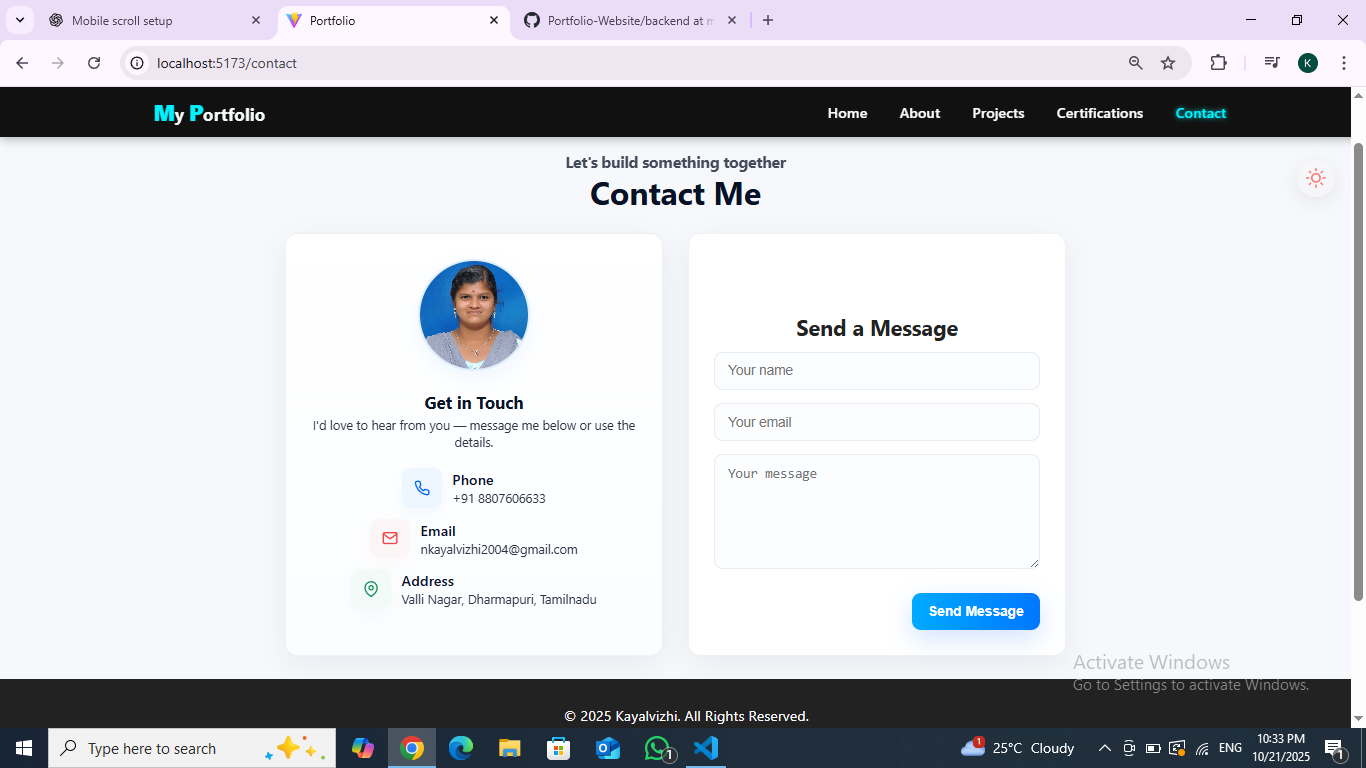 Mobile scroll setup
Portfolio
Portfolio-Website/backend at m
localhost:5173/contact
K
My Portfolio
Home
About
Projects
Certifications
Contact
Let's build something together
Contact Me
Get in Touch
I'd love to hear from you — message me below or use the
details.
Phone
+91 8807606633
Email
nkayalvizhi2004@gmail.com
Address
Valli Nagar, Dharmapuri, Tamilnadu
Send a Message
Your name
Your email
Your message
Send Message
Activate Windows
Go to Settings to activate Windows.
© 2025 Kayalvizhi. All Rights Reserved.
Type here to search
1
1
25°C Cloudy
ENG
10:33 PM
10/21/2025
1